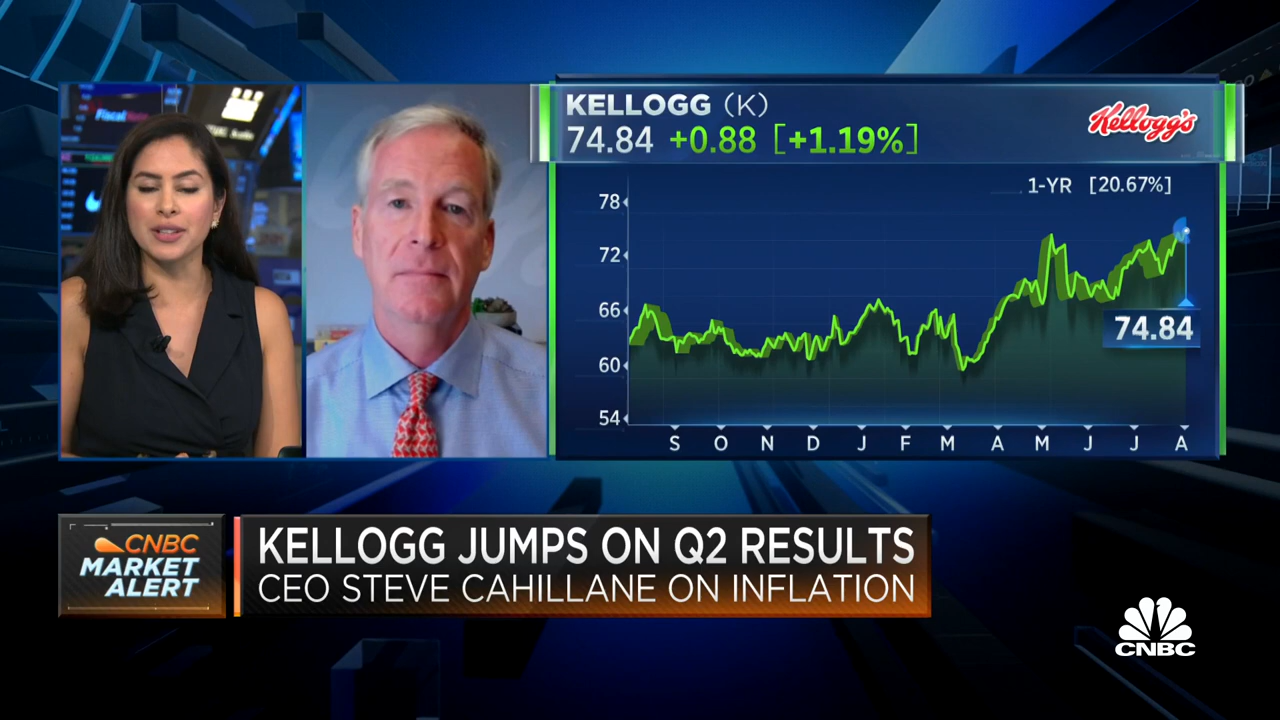 KELLOGG (K)
74.84 +0.88 [+1.19%]
Kellogg's
1-YR [20.67%]
78
72
66
60
54
74.84
S O N D J F M A M J J A
CNBC
MARKET
ALERT
KELLOGG JUMPS ON Q2 RESULTS
CEO STEVE CAHILLANE ON INFLATION
CNBC